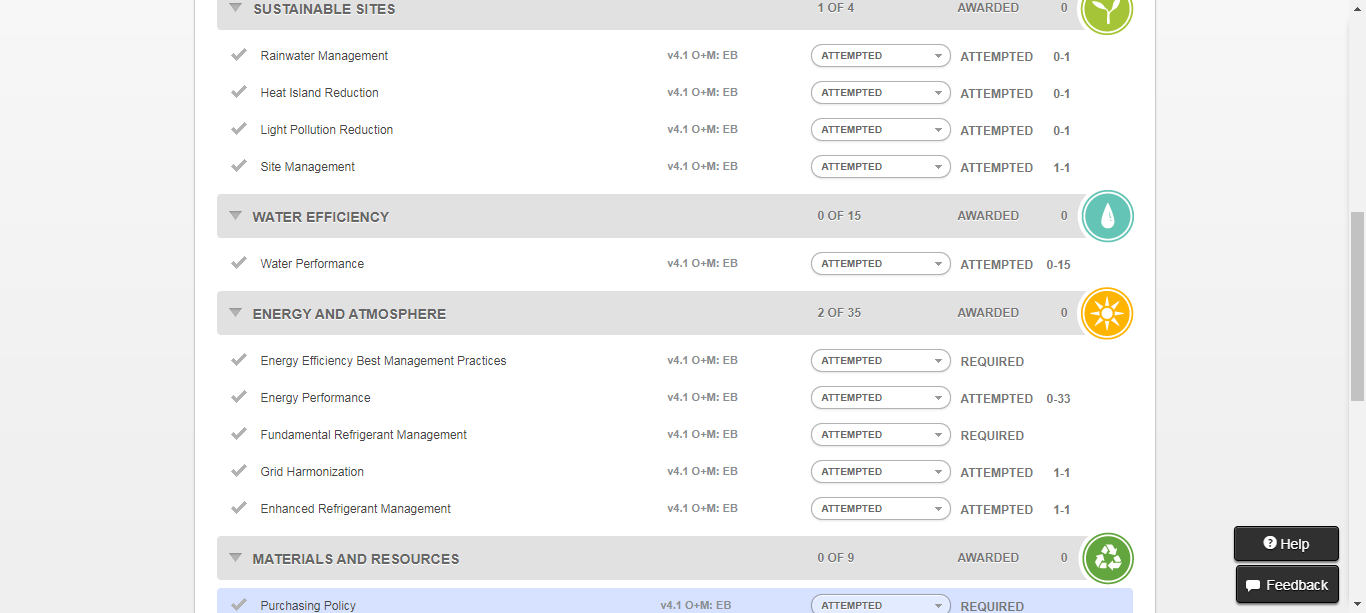 SUSTAINABLE SITES 1 OF 4 AWARDED 0
Rainwater Management v4.1 O+M: EB ATTEMPTED ATTEMPTED 0-1
Heat Island Reduction v4.1 O+M: EB ATTEMPTED ATTEMPTED 0-1
Light Pollution Reduction v4.1 O+M: EB ATTEMPTED ATTEMPTED 0-1
Site Management v4.1 O+M: EB ATTEMPTED ATTEMPTED 1-1
WATER EFFICIENCY 0 OF 15 AWARDED 0
Water Performance v4.1 O+M: EB ATTEMPTED ATTEMPTED 0-15
ENERGY AND ATMOSPHERE 2 OF 35 AWARDED 0
Energy Efficiency Best Management Practices v4.1 O+M: EB ATTEMPTED REQUIRED
Energy Performance v4.1 O+M: EB ATTEMPTED ATTEMPTED 0-33
Fundamental Refrigerant Management v4.1 O+M: EB ATTEMPTED REQUIRED
Grid Harmonization v4.1 O+M: EB ATTEMPTED ATTEMPTED 1-1
Enhanced Refrigerant Management v4.1 O+M: EB ATTEMPTED ATTEMPTED 1-1
MATERIALS AND RESOURCES 0 OF 9 AWARDED 0
Purchasing Policy v4.1 O+M: EB ATTEMPTED REQUIRED
Help
Feedback